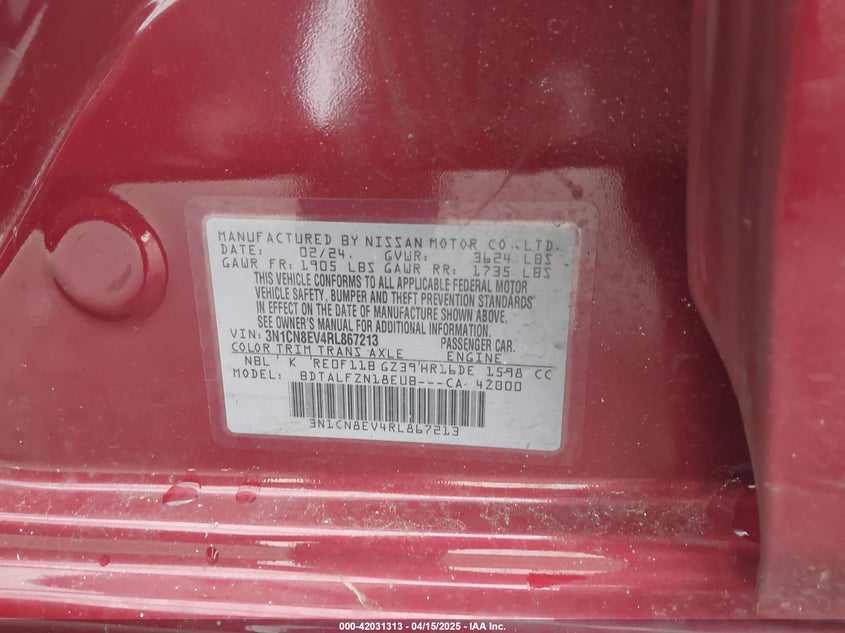 MANUFACTURED BY NISSAN MOTOR CO., LTD.
DATE: 02/24. GVWR: 3624 LBS
GAWR FR: 1905 LBS GAWR RR: 1735 LBS
THIS VEHICLE CONFORMS TO ALL APPLICABLE FEDERAL MOTOR
VEHICLE SAFETY, BUMPER AND THEFT PREVENTION STANDARDS
IN EFFECT ON THE DATE OF MANUFACTURE SHOWN ABOVE.
SEE OWNER'S MANUAL FOR ADDITIONAL INFORMATION.
VIN: 3N1CN8EV4RL867213 PASSENGER CAR.
COLOR TRIM TRANS AXLE ENGINE
NBL K RE0F11B GZ39 HR16DE 1598 CC
MODEL: BDTALFZN18EUB---CA 42000
3N1CN8EV4RL867213
000-42031313 - 04/15/2025 - IAA Inc.